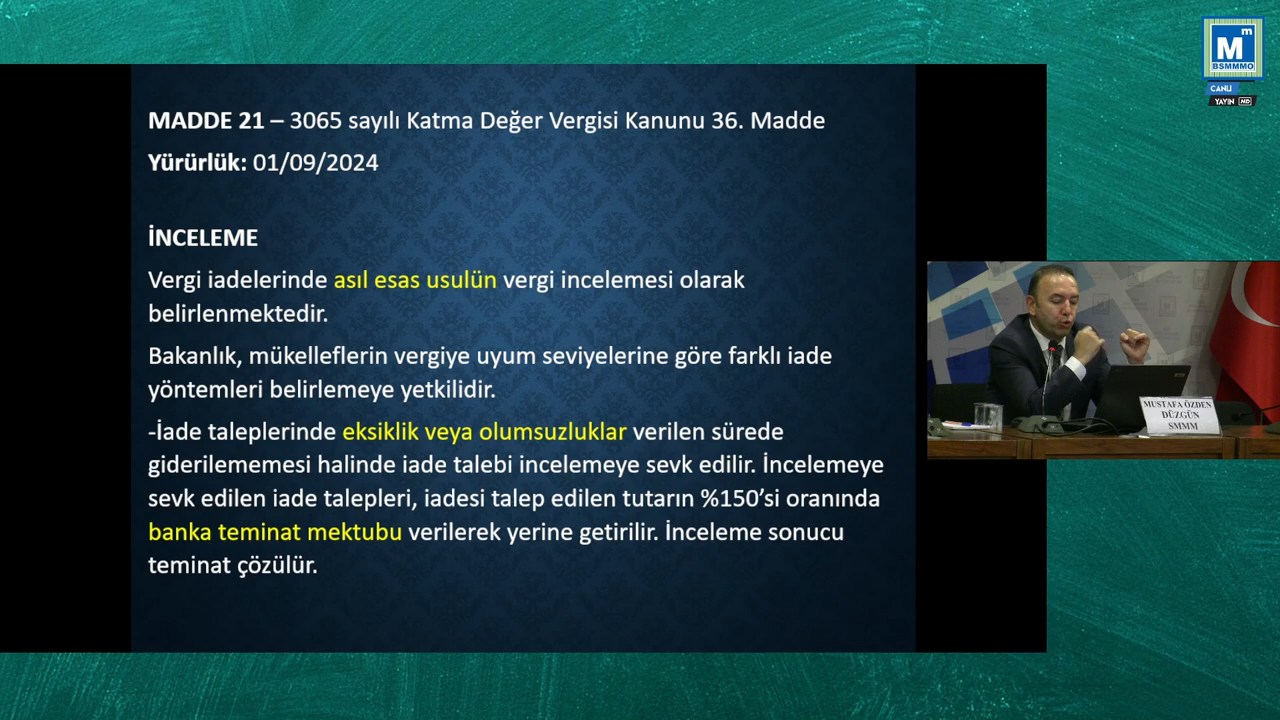 MADDE 21 – 3065 sayılı Katma Değer Vergisi Kanunu 36. Madde
Yürürlük: 01/09/2024
İNCELEME
Vergi iadelerinde asıl esas usulün vergi incelemesi olarak
belirlenmektedir.
Bakanlık, mükelleflerin vergiye uyum seviyelerine göre farklı iade
yöntemleri belirlemeye yetkilidir.
-İade taleplerinde eksiklik veya olumsuzluklar verilen sürede
giderilememesi halinde iade talebi incelemeye sevk edilir. İncelemeye
sevk edilen iade talepleri, iadesi talep edilen tutarın %150’si oranında
banka teminat mektubu verilerek yerine getirilir. İnceleme sonucu
teminat çözülür.
Mm
BSMMMO
CANLI
YAYIN HD
MUSTAFA ÖZDEN
DÜZGÜN
SMMM